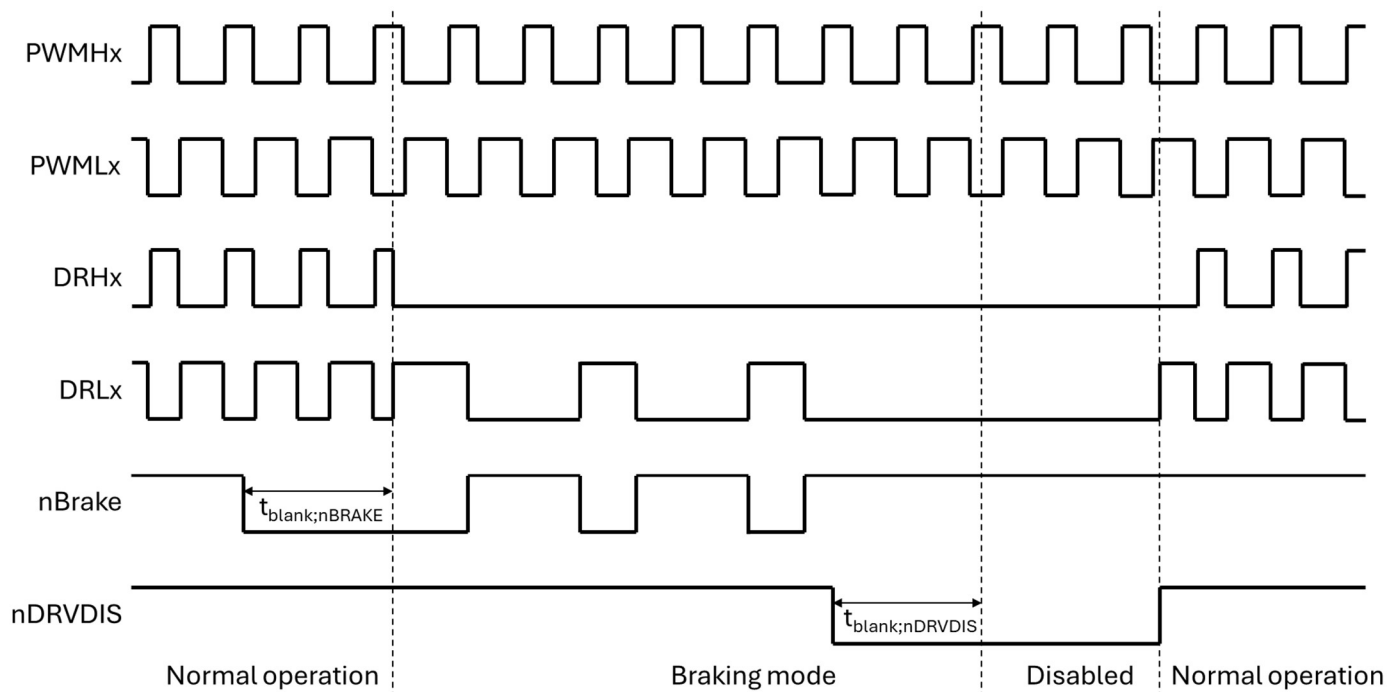 PWMHx
PWMLx
DRHx
DRLx
nBrake
tblank;nBRAKE
nDRVDIS
tblank;nDRVDIS
Normal operation Braking mode Disabled Normal operation